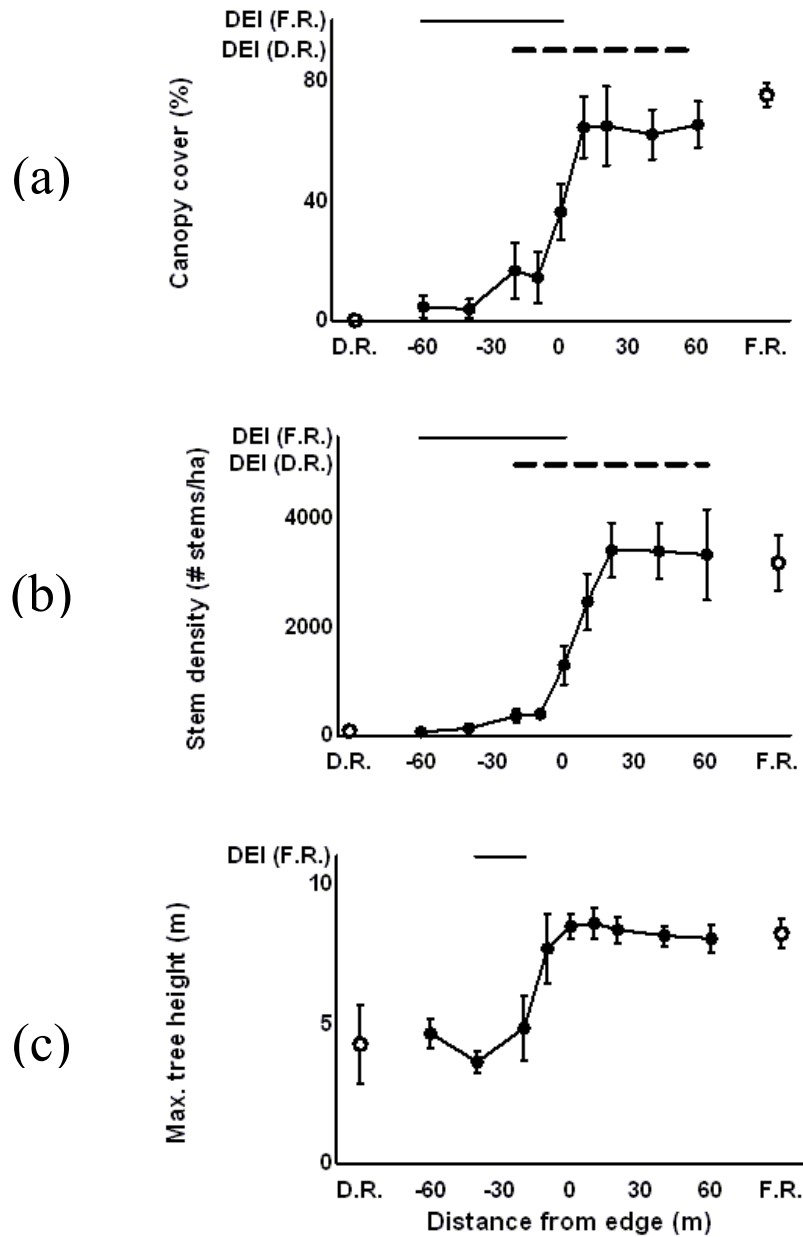 (a)
DEI (F.R.)
DEI (D.R.)
Canopy cover (%)
80
40
0
D.R. -60 -30 0 30 60 F.R.
(b)
DEI (F.R.)
DEI (D.R.)
Stem density (# stems/ha)
4000
2000
0
D.R. -60 -30 0 30 60 F.R.
(c)
DEI (F.R.)
Max. tree height (m)
10
5
0
D.R. -60 -30 0 30 60 F.R.
Distance from edge (m)